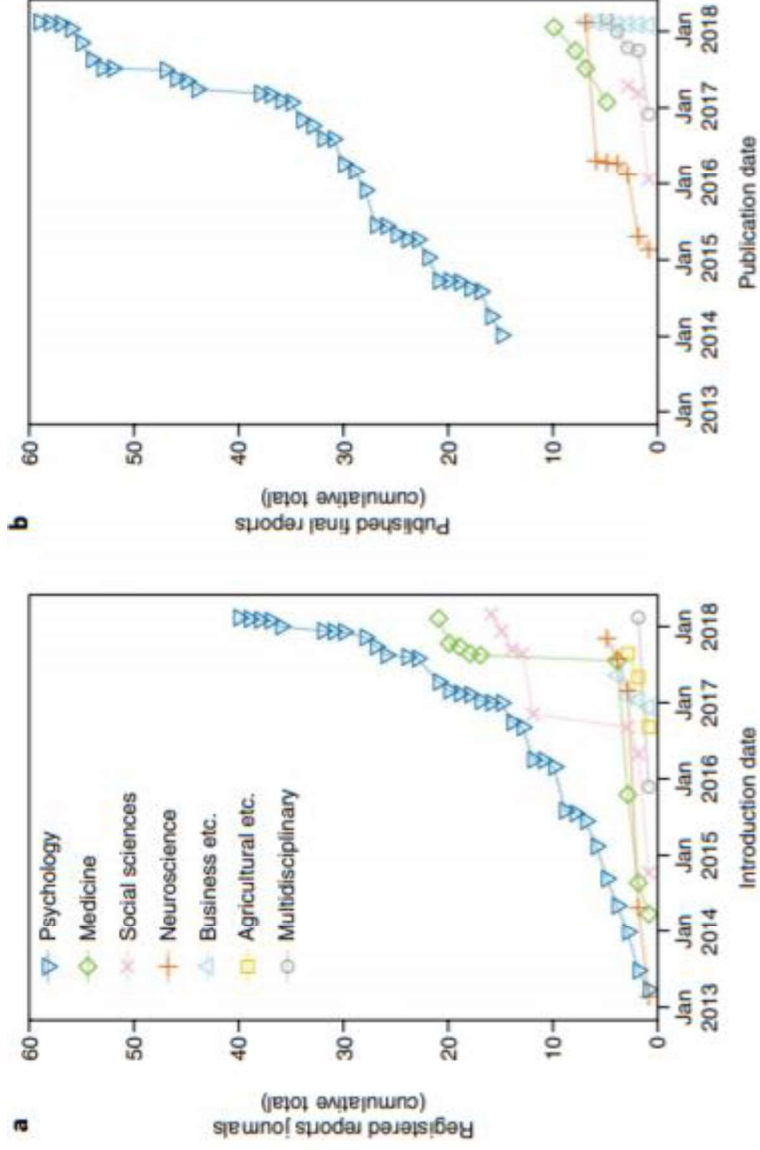 a
Registered reports journals
(cumulative total)
60
50
40
30
20
10
0
Psychology
Medicine
Social sciences
Neuroscience
Business etc.
Agricultural etc.
Multidisciplinary
Jan 2013
Jan 2014
Jan 2015
Jan 2016
Jan 2017
Jan 2018
Introduction date
b
Published final reports
(cumulative total)
60
50
40
30
20
10
0
Jan 2013
Jan 2014
Jan 2015
Jan 2016
Jan 2017
Jan 2018
Publication date